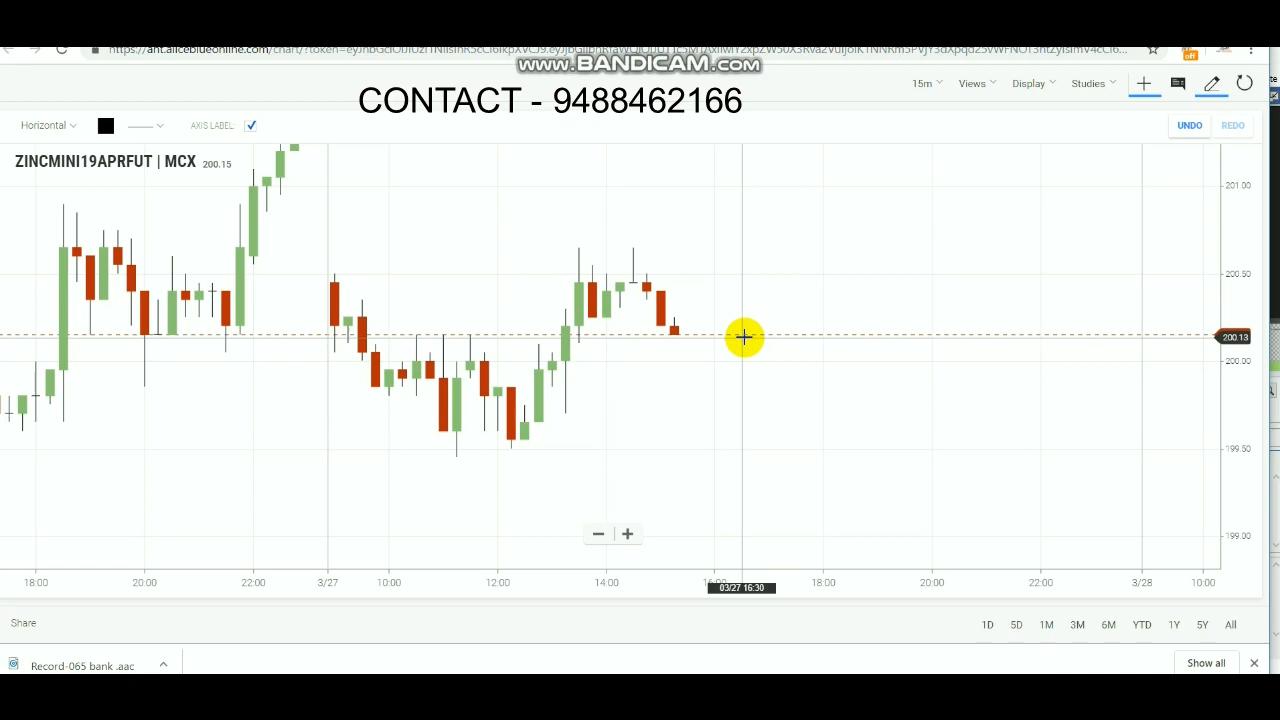 www.BANDICAM.com
CONTACT - 9488462166
15m Views Display Studies
Horizontal AXIS LABEL: UNDO REDO
ZINCMINI19APRFUT | MCX 200.15
201.00
200.50
200.13
200.00
199.50
199.00
18:00 20:00 22:00 3/27 10:00 12:00 14:00 16:00 18:00 20:00 22:00 3/28 10:00
03/27 16:30
Share 1D 5D 1M 3M 6M YTD 1Y 5Y All
Record-065 bank .aac Show all
off